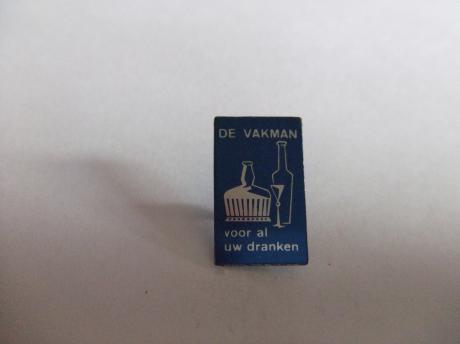 DE VAKMAN
voor al
uw dranken